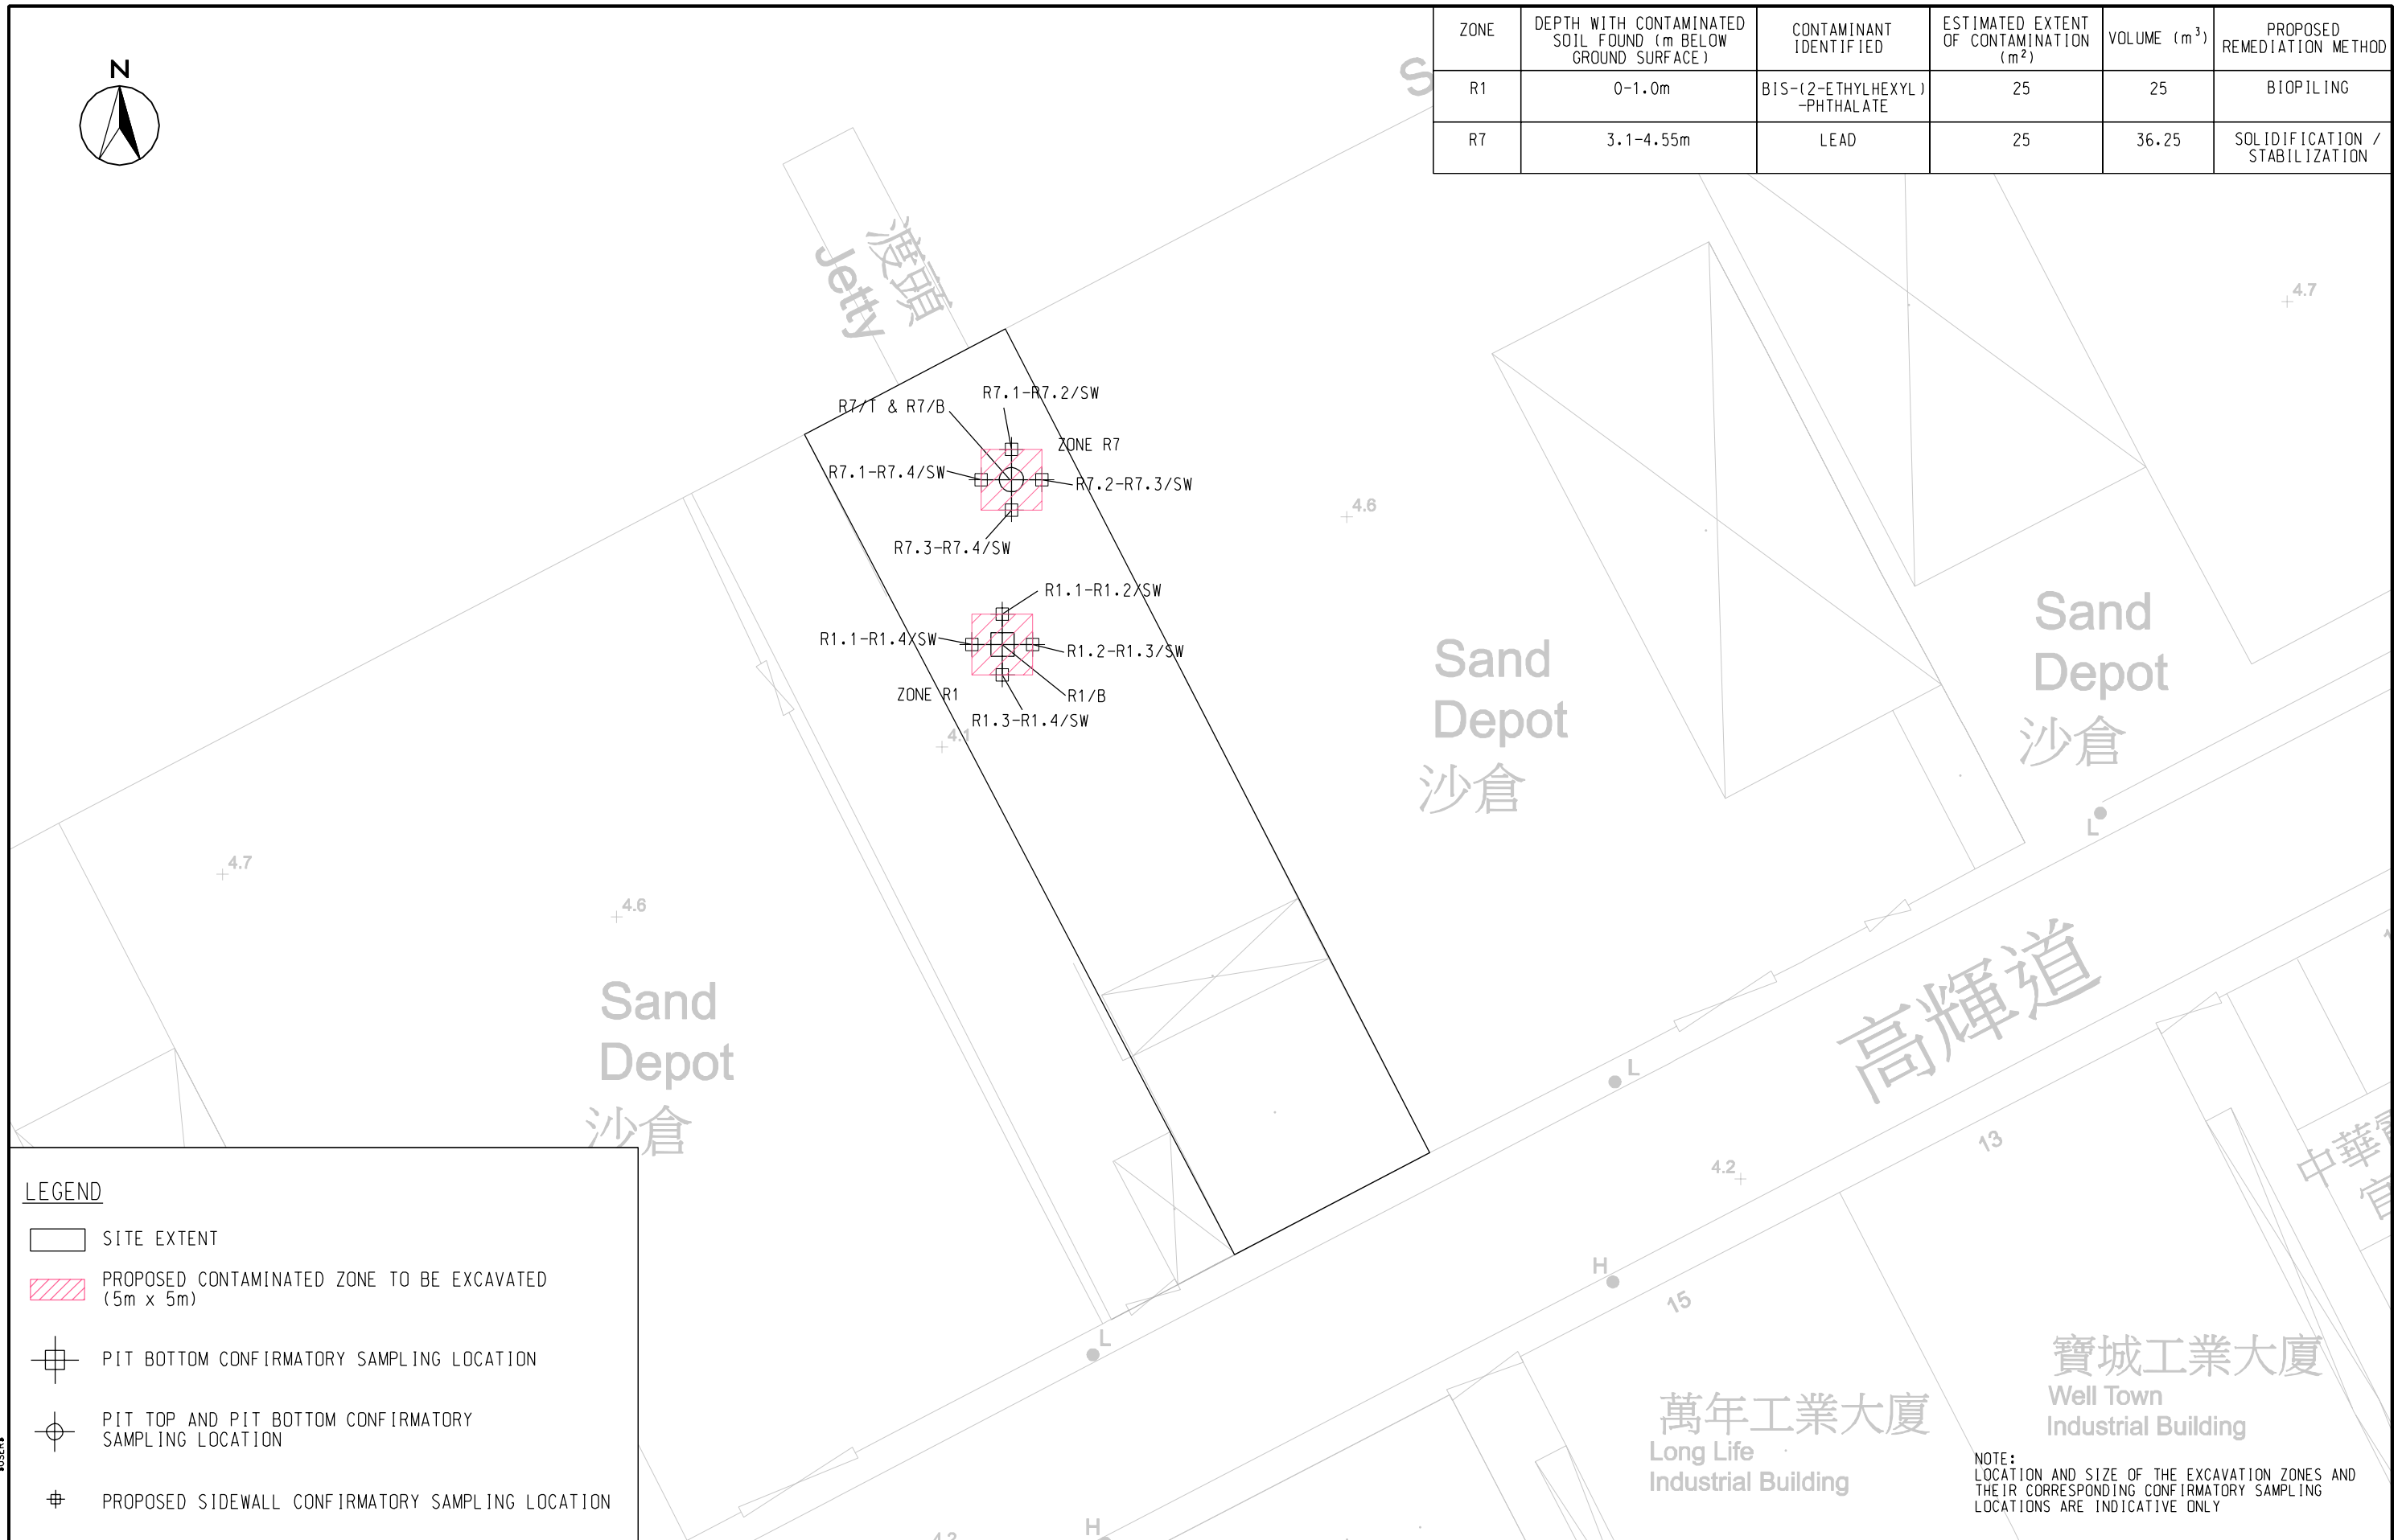 N
ZONE
DEPTH WITH CONTAMINATED
SOIL FOUND (m BELOW
GROUND SURFACE)
CONTAMINANT
IDENTIFIED
ESTIMATED EXTENT
OF CONTAMINATION
(m²)
VOLUME (m³)
PROPOSED
REMEDIATION METHOD
R1
0-1.0m
BIS-(2-ETHYLHEXYL)
-PHTHALATE
25
25
BIOPILING
R7
3.1-4.55m
LEAD
25
36.25
SOLIDIFICATION /
STABILIZATION
S
渡頭
Jetty
4.7
R7.1-R7.2/SW
R7/T & R7/B
ZONE R7
R7.1-R7.4/SW
R7.2-R7.3/SW
R7.3-R7.4/SW
4.6
R1.1-R1.2/SW
R1.1-R1.4/SW
R1.2-R1.3/SW
ZONE R1
R1/B
R1.3-R1.4/SW
4.1
Sand
Depot
沙倉
Sand
Depot
沙倉
L
4.7
4.6
Sand
Depot
沙倉
高輝道
L
13
4.2
中華
H
15
L
寶城工業大廈
Well Town
Industrial Building
萬年工業大廈
Long Life
Industrial Building
H
4.2
LEGEND
SITE EXTENT
PROPOSED CONTAMINATED ZONE TO BE EXCAVATED
(5m x 5m)
PIT BOTTOM CONFIRMATORY SAMPLING LOCATION
PIT TOP AND PIT BOTTOM CONFIRMATORY
SAMPLING LOCATION
PROPOSED SIDEWALL CONFIRMATORY SAMPLING LOCATION
NOTE:
LOCATION AND SIZE OF THE EXCAVATION ZONES AND
THEIR CORRESPONDING CONFIRMATORY SAMPLING
LOCATIONS ARE INDICATIVE ONLY